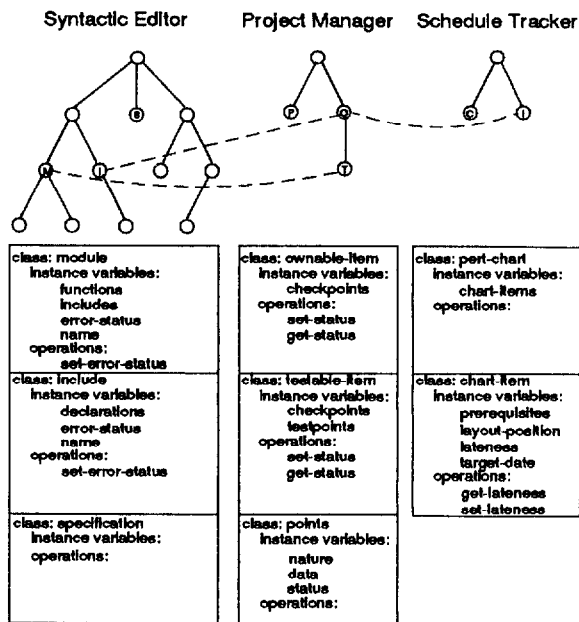 Syntactic Editor
Project Manager
Schedule Tracker
S
P
O
C
I
M
I
T
class: module
instance variables:
functions
includes
error-status
name
operations:
set-error-status
class: include
instance variables:
declarations
error-status
name
operations:
set-error-status
class: specification
instance variables:
operations:
class: ownable-item
instance variables:
checkpoints
operations:
set-status
get-status
class: testable-item
instance variables:
checkpoints
testpoints
operations:
set-status
get-status
class: points
instance variables:
nature
data
status
operations:
class: pert-chart
instance variables:
chart-items
operations:
class: chart-item
instance variables:
prerequisites
layout-position
lateness
target-date
operations:
get-lateness
set-lateness